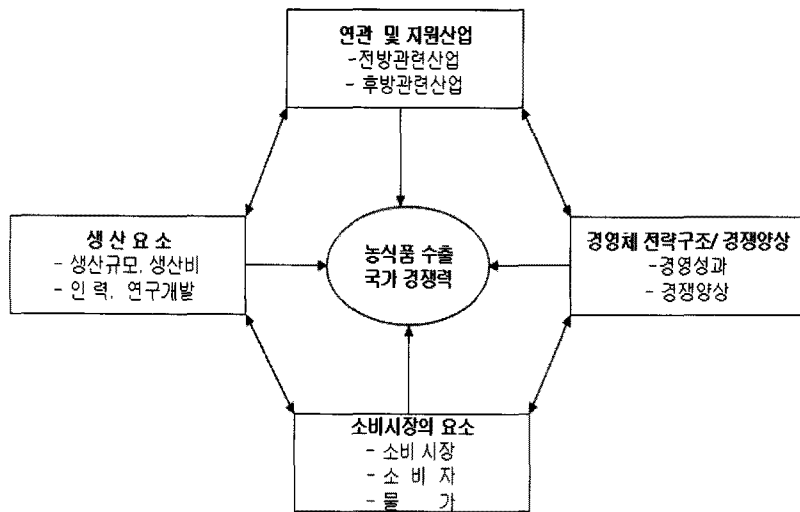 연관 및 지원산업
-전방관련산업
- 후방관련산업
생 산 요 소
- 생산규모, 생산비
- 인 력, 연구개발
농식품 수출
국가 경쟁력
경영체 전략구조/ 경쟁양상
-경영성과
- 경쟁양상
소비시장의 요소
- 소비 시장
- 소 비 자
- 물 가